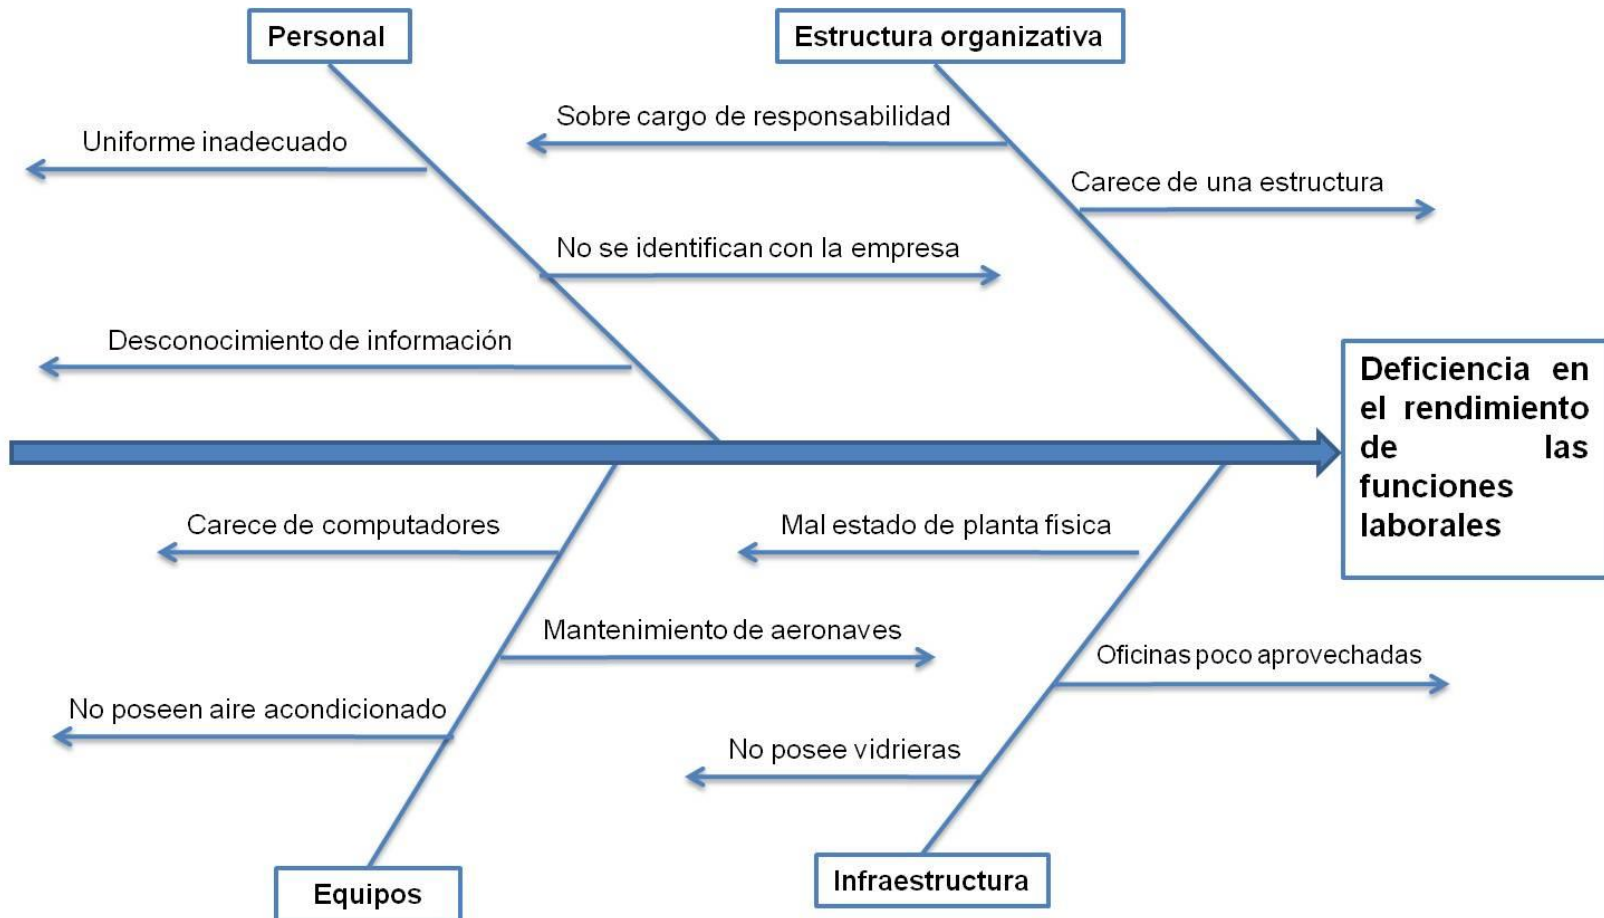 Personal
Estructura organizativa
Sobre cargo de responsabilidad
Uniforme inadecuado
Carece de una estructura
No se identifican con la empresa
Desconocimiento de información
Deficiencia en
el rendimiento
de las
funciones
laborales
Carece de computadores
Mal estado de planta física
Mantenimiento de aeronaves
Oficinas poco aprovechadas
No poseen aire acondicionado
No posee vidrieras
Equipos
Infraestructura